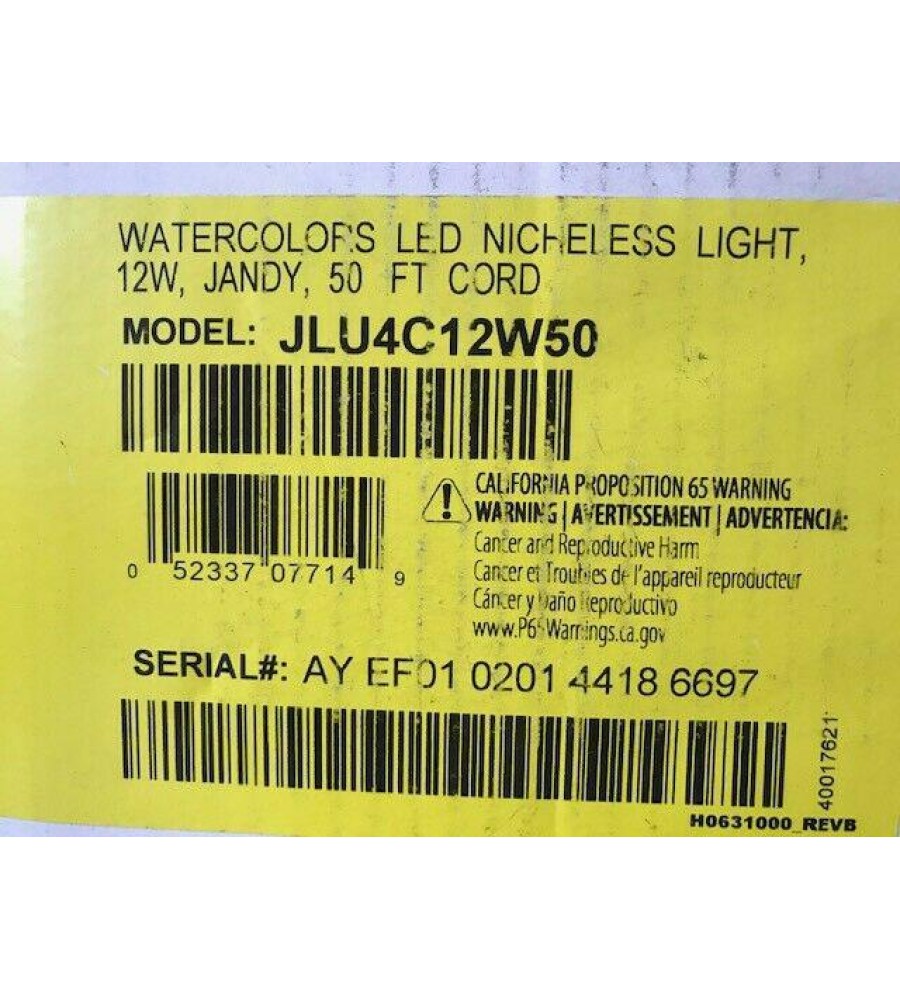 WATERCOLORS LED NICHELESS LIGHT,
12W, JANDY, 50 FT CORD
MODEL: JLU4C12W50
0 52337 07714 9
CALIFORNIA PROPOSITION 65 WARNING
WARNING | AVERTISSEMENT | ADVERTENCIA:
Cancer and Reproductive Harm
Cancer et Troubles de l'appareil reproducteur
Cáncer y Daño Reproductivo
www.P65Warnings.ca.gov
SERIAL#: AY EF01 0201 4418 6697
40017621
H0631000_REVB